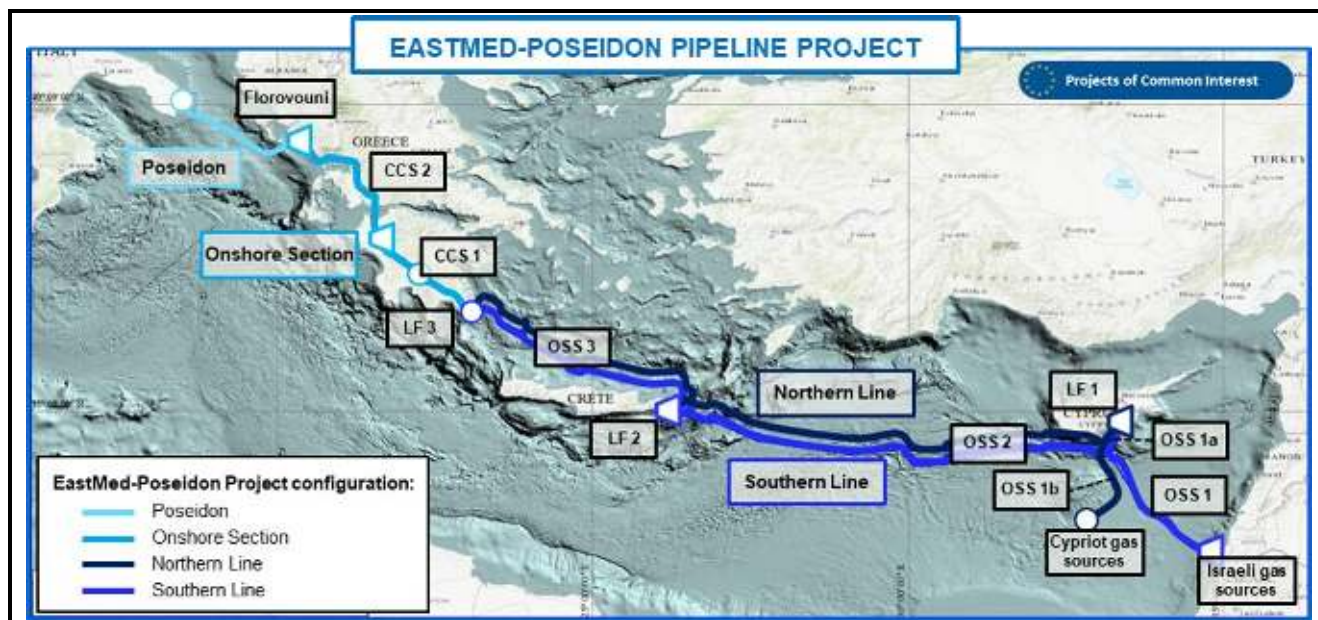 EASTMED-POSEIDON PIPELINE PROJECT
Projects of Common Interest
ITALY
Florovouni
GREECE
CCS 2
Poseidon
TURKEY
Onshore Section
CCS 1
LF 3
OSS 3
Northern Line
LF 1
CRETE
CYPRUS
LF 2
OSS 2
OSS 1a
Southern Line
OSS 1b
OSS 1
Cypriot gas
sources
Israeli gas
sources
EastMed-Poseidon Project configuration:
Poseidon
Onshore Section
Northern Line
Southern Line